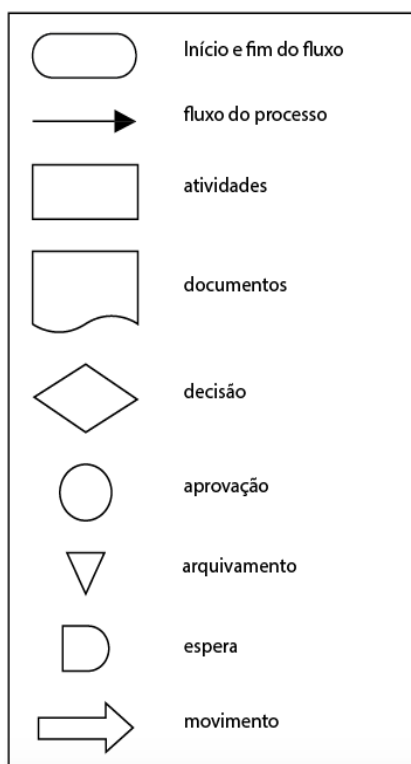 Início e fim do fluxo
fluxo do processo
atividades
documentos
decisão
aprovação
arquivamento
espera
movimento